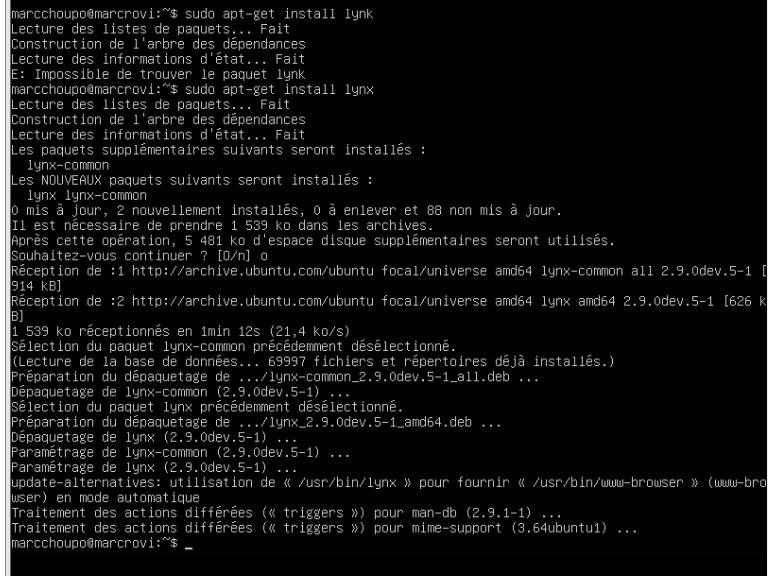 marcchoupo@marcrovi:~$ sudo apt-get install lynk
Lecture des listes de paquets... Fait
Construction de l'arbre des dépendances
Lecture des informations d'état... Fait
E: Impossible de trouver le paquet lynk
marcchoupo@marcrovi:~$ sudo apt-get install lynx
Lecture des listes de paquets... Fait
Construction de l'arbre des dépendances
Lecture des informations d'état... Fait
Les paquets supplémentaires suivants seront installés :
  lynx-common
Les NOUVEAUX paquets suivants seront installés :
  lynx lynx-common
0 mis à jour, 2 nouvellement installés, 0 à enlever et 88 non mis à jour.
Il est nécessaire de prendre 1 539 ko dans les archives.
Après cette opération, 5 481 ko d'espace disque supplémentaires seront utilisés.
Souhaitez-vous continuer ? [O/n] o
Réception de :1 http://archive.ubuntu.com/ubuntu focal/universe amd64 lynx-common all 2.9.0dev.5-1 [
914 kB]
Réception de :2 http://archive.ubuntu.com/ubuntu focal/universe amd64 lynx amd64 2.9.0dev.5-1 [626 k
B]
1 539 ko réceptionnés en 1min 12s (21,4 ko/s)
Sélection du paquet lynx-common précédemment désélectionné.
(Lecture de la base de données... 69997 fichiers et répertoires déjà installés.)
Préparation du dépaquetage de .../lynx-common_2.9.0dev.5-1_all.deb ...
Dépaquetage de lynx-common (2.9.0dev.5-1) ...
Sélection du paquet lynx précédemment désélectionné.
Préparation du dépaquetage de .../lynx_2.9.0dev.5-1_amd64.deb ...
Dépaquetage de lynx (2.9.0dev.5-1) ...
Paramétrage de lynx-common (2.9.0dev.5-1) ...
Paramétrage de lynx (2.9.0dev.5-1) ...
update-alternatives: utilisation de « /usr/bin/lynx » pour fournir « /usr/bin/www-browser » (www-bro
wser) en mode automatique
Traitement des actions différées (« triggers ») pour man-db (2.9.1-1) ...
Traitement des actions différées (« triggers ») pour mime-support (3.64ubuntu1) ...
marcchoupo@marcrovi:~$ _